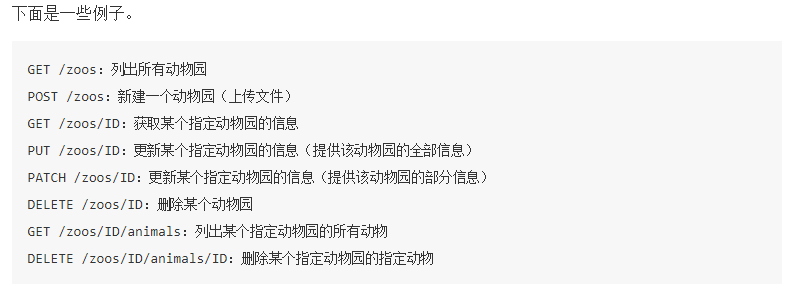 下面是一些例子。
GET /zoos：列出所有动物园
POST /zoos：新建一个动物园（上传文件）
GET /zoos/ID：获取某个指定动物园的信息
PUT /zoos/ID：更新某个指定动物园的信息（提供该动物园的全部信息）
PATCH /zoos/ID：更新某个指定动物园的信息（提供该动物园的部分信息）
DELETE /zoos/ID：删除某个动物园
GET /zoos/ID/animals：列出某个指定动物园的所有动物
DELETE /zoos/ID/animals/ID：删除某个指定动物园的指定动物